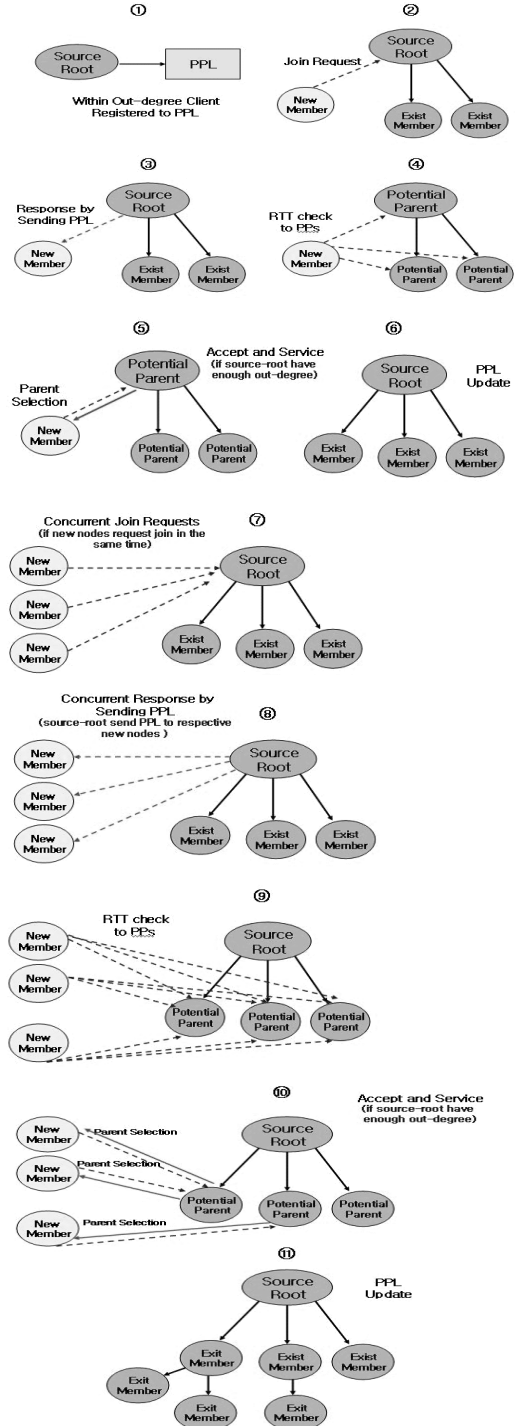 ①
Source
Root
PPL
Within Out-degree Client
Registered to PPL
②
Join Request
Source
Root
New
Member
Exist
Member
Exist
Member
③
Response by
Sending PPL
Source
Root
New
Member
Exist
Member
Exist
Member
④
RTT check
to PPs
Potential
Parent
New
Member
Potential
Parent
Potential
Parent
⑤
Accept and Service
(if source-root have
enough out-degree)
Potential
Parent
Parent
Selection
New
Member
Potential
Parent
Potential
Parent
⑥
PPL
Update
Source
Root
Exist
Member
Exist
Member
Exist
Member
⑦
Concurrent Join Requests
(if new nodes request join in the
same time)
New
Member
New
Member
New
Member
Source
Root
Exist
Member
Exist
Member
Exist
Member
⑧
Concurrent Response by
Sending PPL
(source-root send PPL to respective
new nodes )
New
Member
New
Member
New
Member
Source
Root
Exist
Member
Exist
Member
Exist
Member
⑨
RTT check
to PPs
New
Member
New
Member
New
Member
Source
Root
Potential
Parent
Potential
Parent
Potential
Parent
⑩
Accept and Service
(if source-root have
enough out-degree)
New
Member
Parent Selection
Source
Root
New
Member
Parent Selection
Potential
Parent
Potential
Parent
Potential
Parent
New
Member
Parent Selection
⑪
PPL
Update
Source
Root
Exit
Member
Exist
Member
Exist
Member
Exit
Member
Exit
Member
Exit
Member